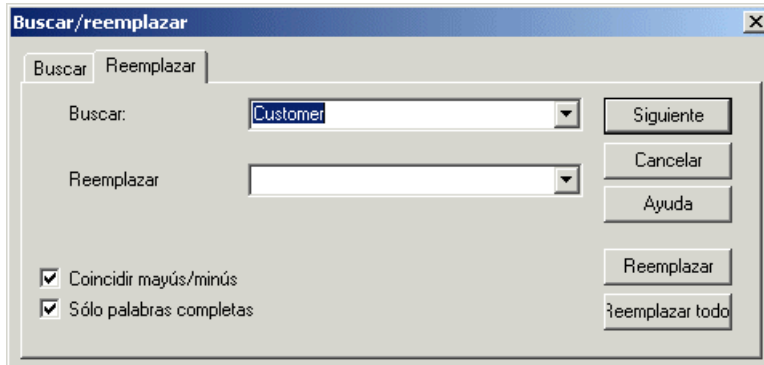 Buscar/reemplazar
Buscar
Reemplazar
Buscar:
Customer
Siguiente
Cancelar
Reemplazar
Ayuda
Coincidir mayús/minús
Reemplazar
Sólo palabras completas
Reemplazar todo